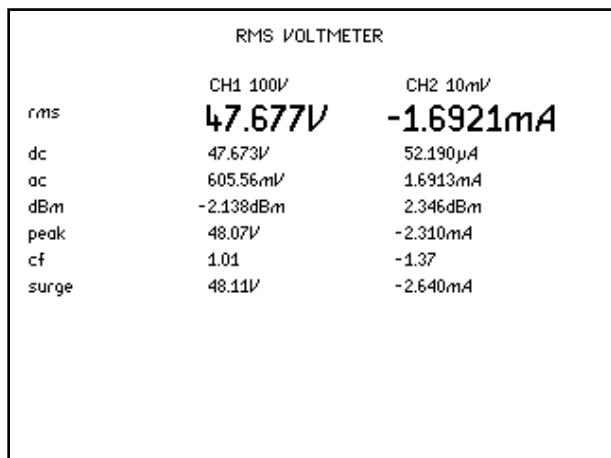 RMS VOLTMETER
CH1 100V CH2 10mV
rms 47.677V -1.6921mA
dc 47.673V 52.190µA
ac 605.56mV 1.6913mA
dBm -2.138dBm 2.346dBm
peak 48.07V -2.310mA
cf 1.01 -1.37
surge 48.11V -2.640mA